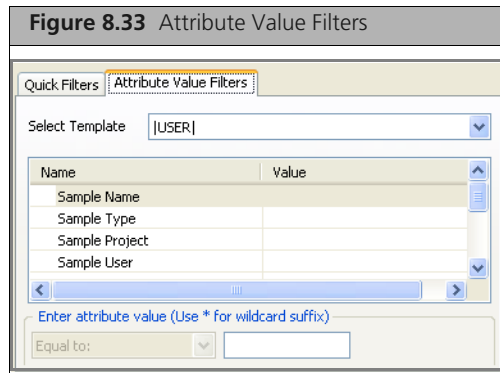 Figure 8.33 Attribute Value Filters
Quick Filters Attribute Value Filters
Select Template |USER|
Name Value
Sample Name
Sample Type
Sample Project
Sample User
Enter attribute value (Use * for wildcard suffix)
Equal to: